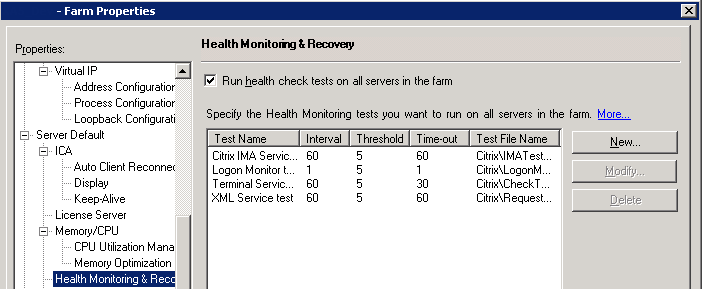 - Farm Properties
Properties:
Virtual IP
Address Configuration
Process Configuration
Loopback Configurati
Server Default
ICA
Auto Client Reconnec
Display
Keep-Alive
License Server
Memory/CPU
CPU Utilization Mana
Memory Optimization
Health Monitoring & Reco
Health Monitoring & Recovery
Run health check tests on all servers in the farm
Specify the Health Monitoring tests you want to run on all servers in the farm. More...
Test Name Interval Threshold Time-out Test File Name
Citrix IMA Servic... 60 5 60 Citrix\IMATest...
Logon Monitor t... 1 5 1 Citrix\LogonM...
Terminal Servic... 60 5 30 Citrix\CheckT...
XML Service test 60 5 60 Citrix\Request...
New...
Modify...
Delete